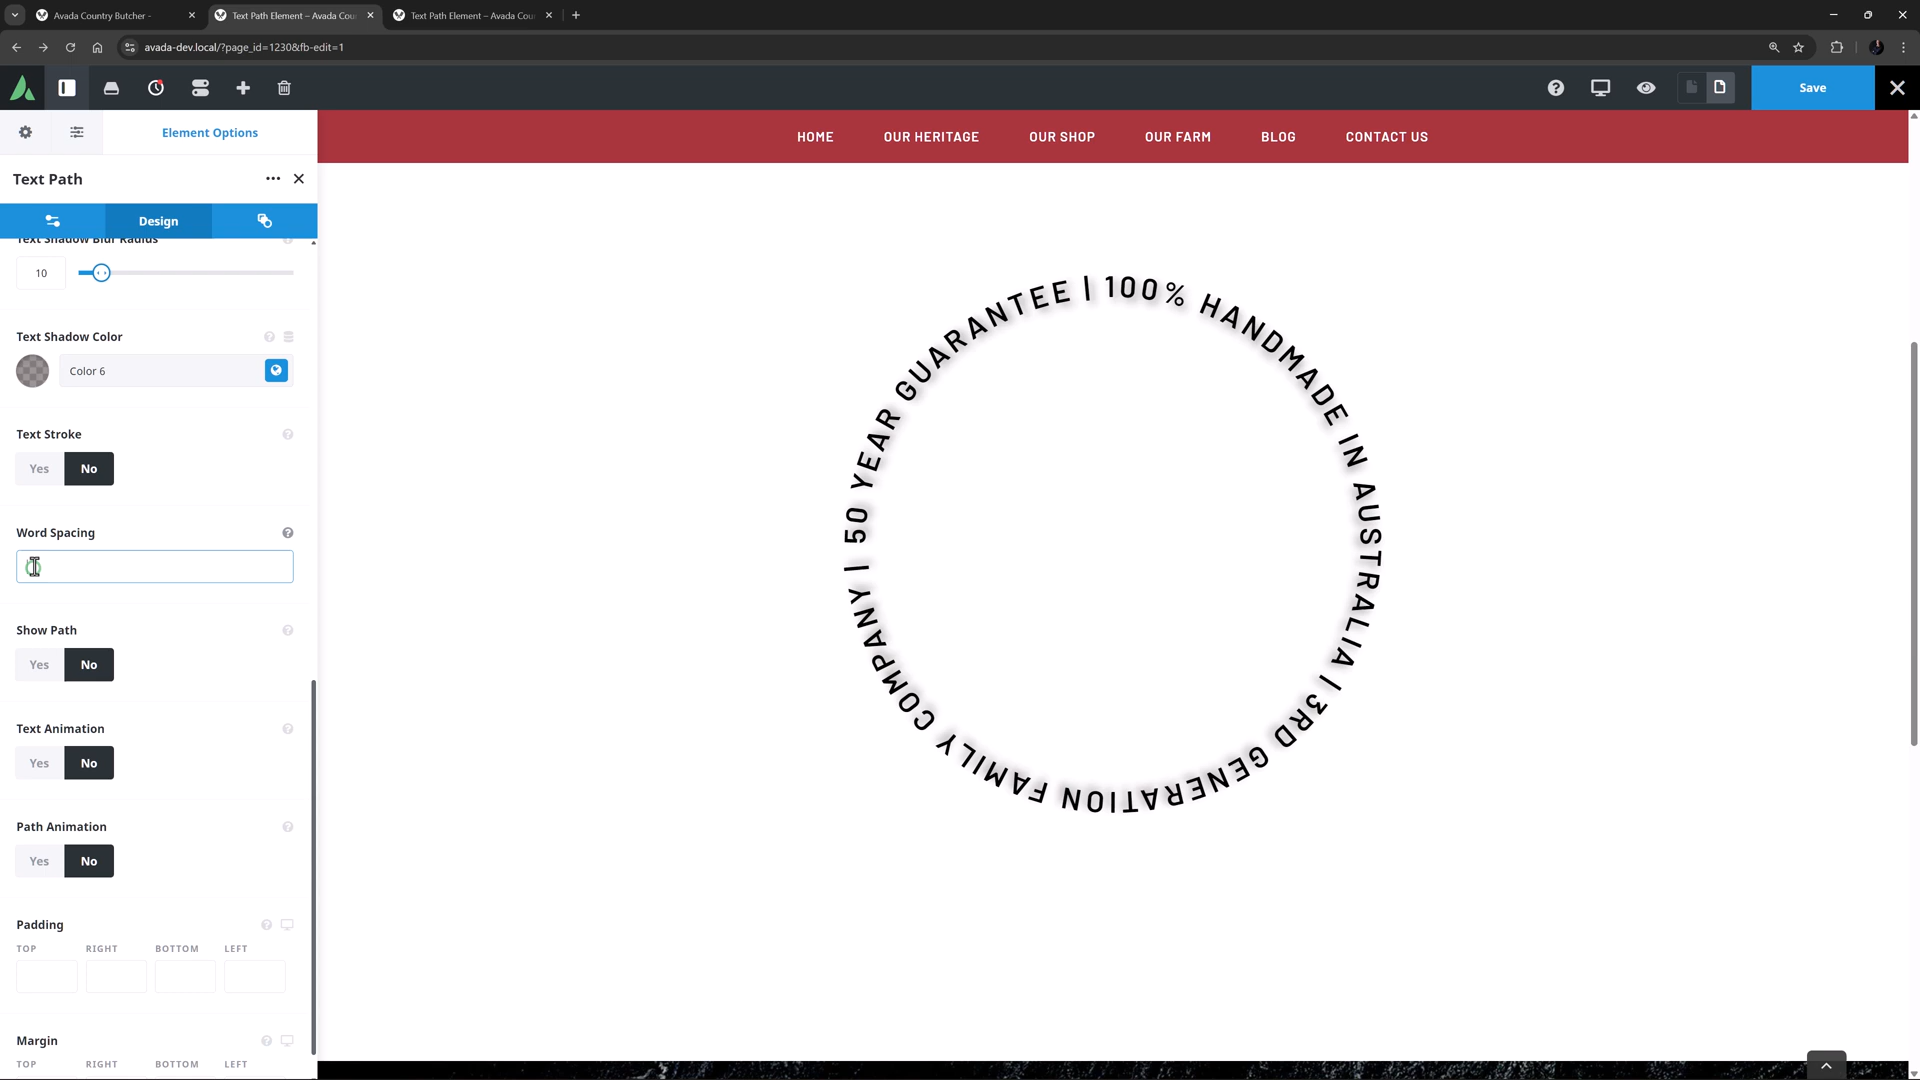 Avada Country Butcher -
Text Path Element – Avada Cou
Text Path Element – Avada Cou
avada-dev.local/?page_id=1230&fb-edit=1
Save
Element Options
HOME
OUR HERITAGE
OUR SHOP
OUR FARM
BLOG
CONTACT US
Text Path
Design
Text Shadow Blur Radius
10
Text Shadow Color
Color 6
Text Stroke
Yes
No
Word Spacing
Show Path
Yes
No
Text Animation
Yes
No
Path Animation
Yes
No
Padding
TOP
RIGHT
BOTTOM
LEFT
Margin
TOP
RIGHT
BOTTOM
LEFT
100% HANDMADE IN AUSTRALIA | 3RD GENERATION FAMILY COMPANY | 50 YEAR GUARANTEE |